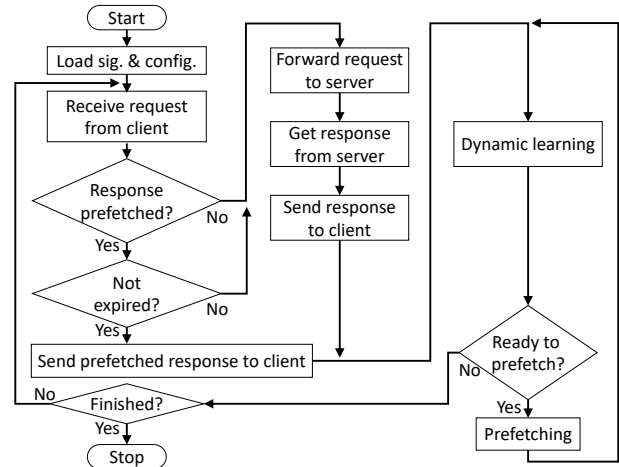 Start
Load sig. & config.
Receive request
from client
Response
prefetched?
No
Yes
Not
expired?
No
Yes
Send prefetched response to client
No
Finished?
Yes
Stop
Forward request
to server
Get response
from server
Send response
to client
Dynamic learning
Ready to
prefetch?
No
Yes
Prefetching